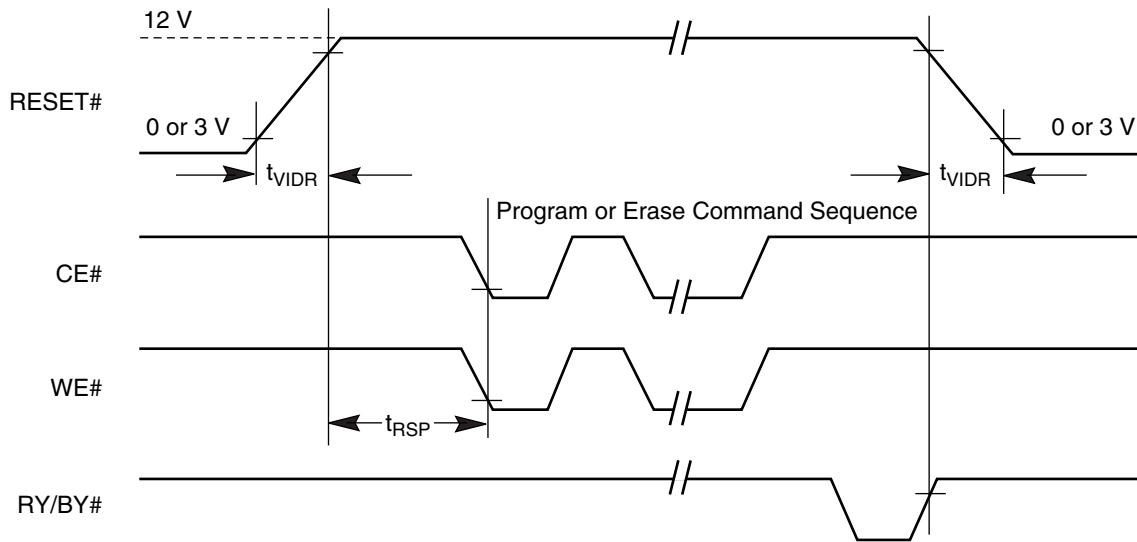 12 V
RESET#
0 or 3 V
0 or 3 V
tVIDR
tVIDR
Program or Erase Command Sequence
CE#
WE#
tRSP
RY/BY#